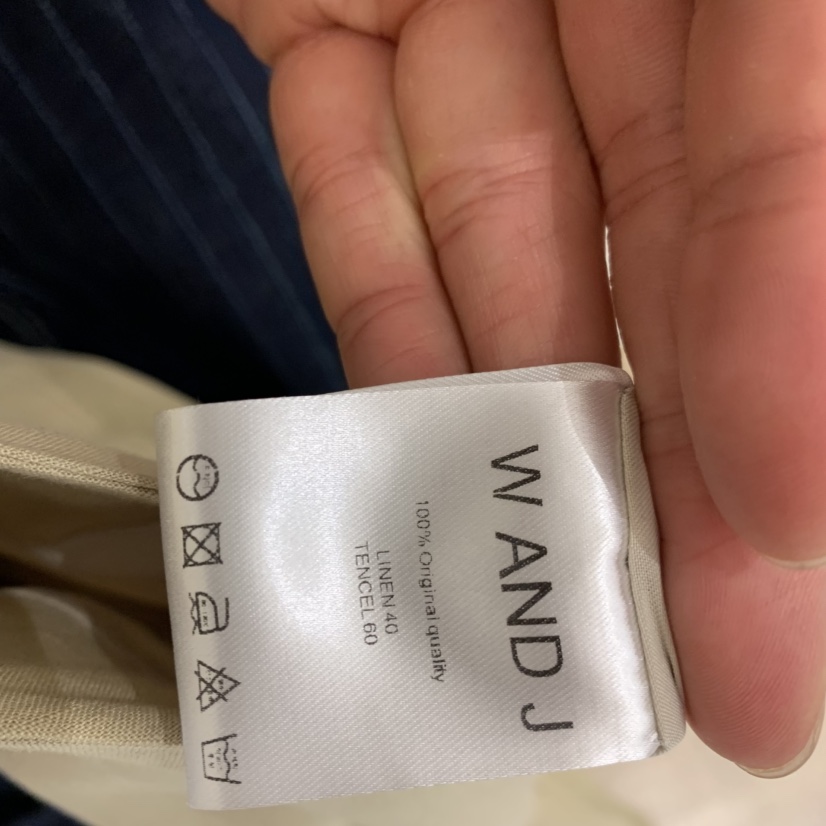 W AND J
100% Original quality
LINEN 40
TENCEL 60